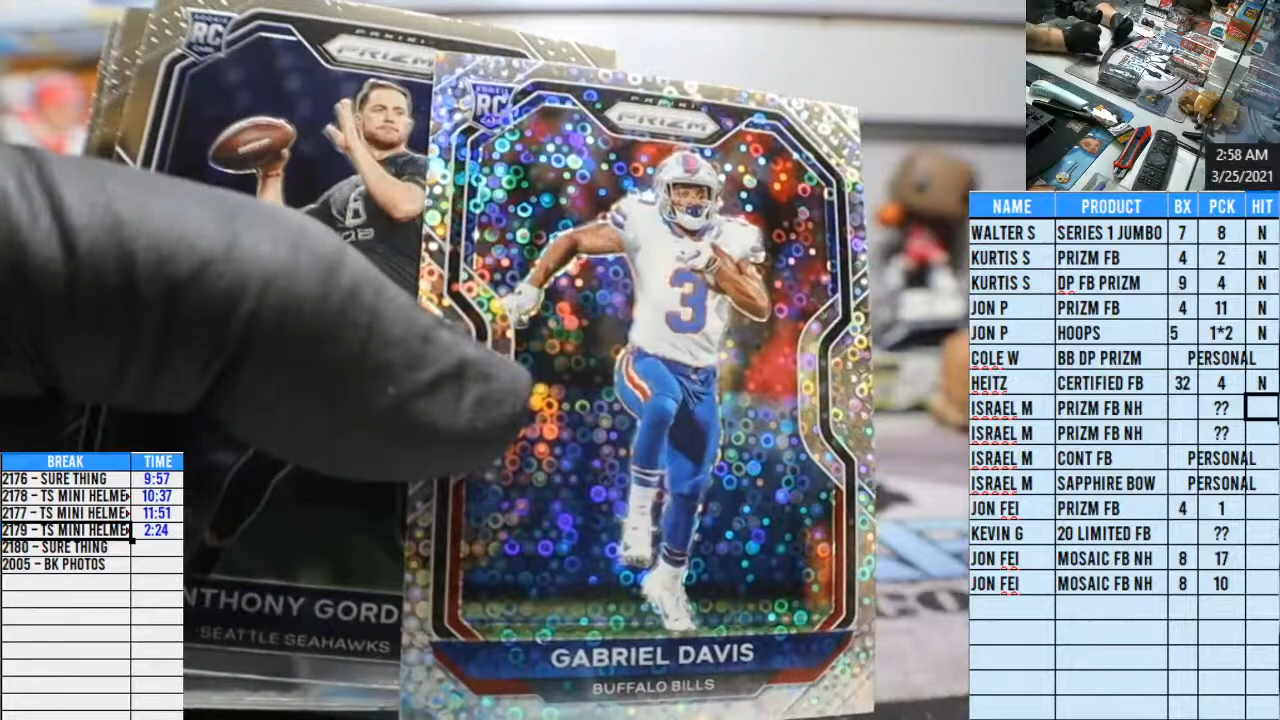 ROOKIE
RC
CARD
PANINI
PRIZM
NTHONY GORD
SEATTLE SEAHAWKS
ROOKIE
RC
CARD
PANINI
PRIZM
3
GABRIEL DAVIS
BUFFALO BILLS
2:58 AM
3/25/2021
NAME PRODUCT BX PCK HIT
WALTER S SERIES 1 JUMBO 7 8 N
KURTIS S PRIZM FB 4 2 N
KURTIS S DP FB PRIZM 9 4 N
JON P PRIZM FB 4 11 N
JON P HOOPS 5 1*2 N
COLE W BB DP PRIZM PERSONAL
HEITZ CERTIFIED FB 32 4 N
ISRAEL M PRIZM FB NH ??
ISRAEL M PRIZM FB NH ??
ISRAEL M CONT FB PERSONAL
ISRAEL M SAPPHIRE BOW PERSONAL
JON FEI PRIZM FB 4 1
KEVIN G 20 LIMITED FB ??
JON FEI MOSAIC FB NH 8 17
JON FEI MOSAIC FB NH 8 10
BREAK TIME
2176 – SURE THING 9:57
2178 – TS MINI HELME 10:37
2177 – TS MINI HELME 11:51
2179 – TS MINI HELME 2:24
2180 – SURE THING
2005 – BK PHOTOS